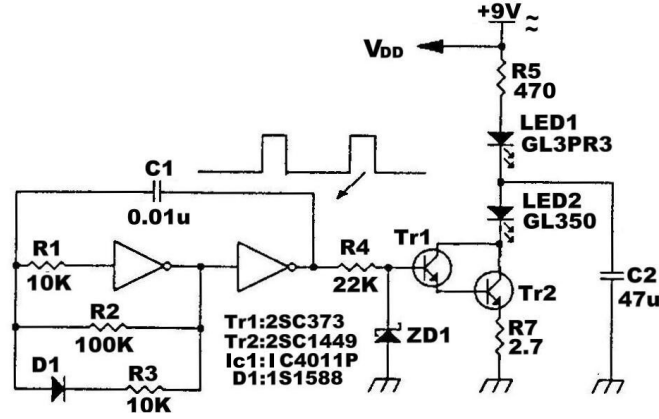 +9V
≈
VDD
R5
470
LED1
GL3PR3
C1
0.01u
LED2
GL350
Tr1
R1
R4
10K
22K
C2
Tr2
47u
R2
Tr1:2SC373
ZD1
R7
100K
Tr2:2SC1449
2.7
D1
R3
Ic1:IC4011P
10K
D1:1S1588